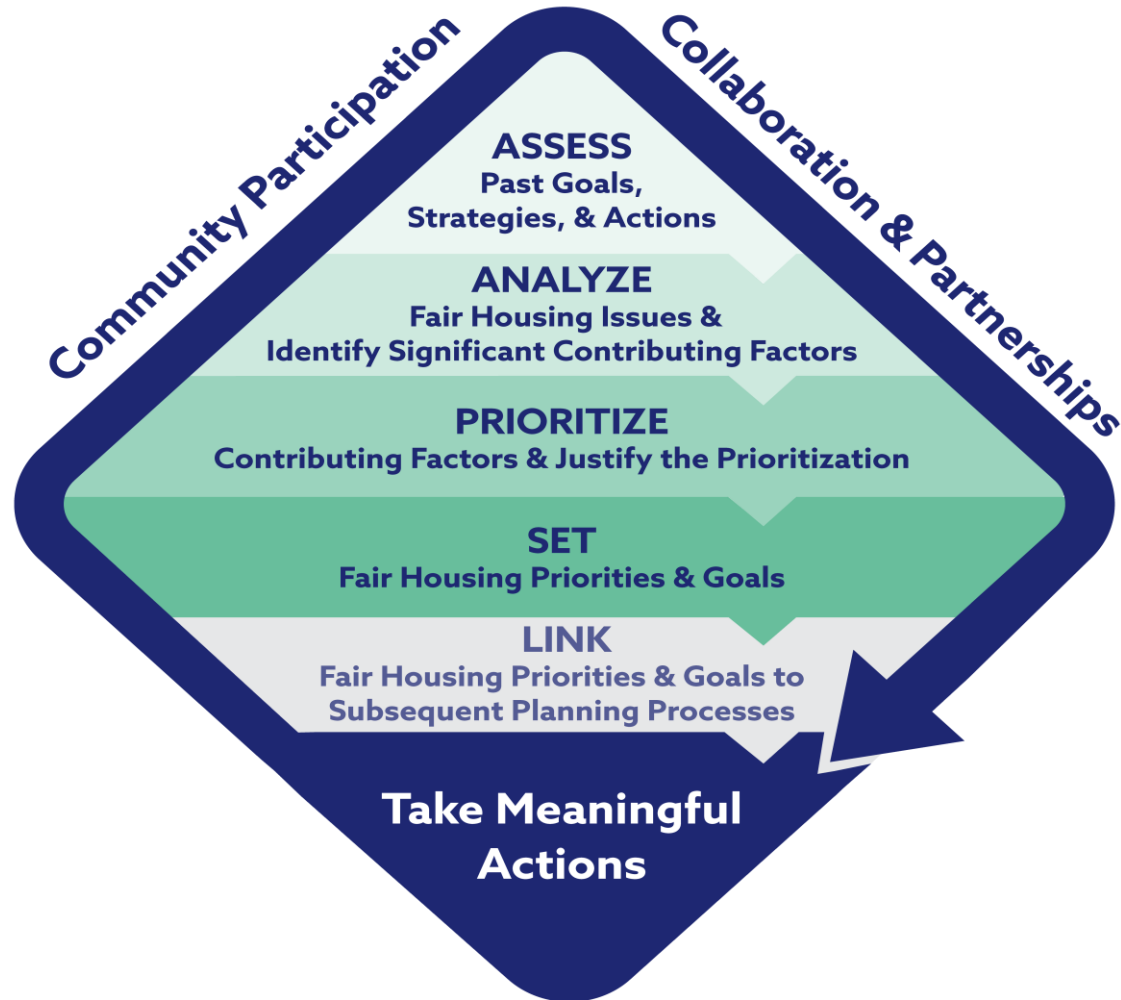 Community Participation
Collaboration & Partnerships
ASSESS
Past Goals,
Strategies, & Actions
ANALYZE
Fair Housing Issues &
Identify Significant Contributing Factors
PRIORITIZE
Contributing Factors & Justify the Prioritization
SET
Fair Housing Priorities & Goals
LINK
Fair Housing Priorities & Goals to
Subsequent Planning Processes
Take Meaningful
Actions